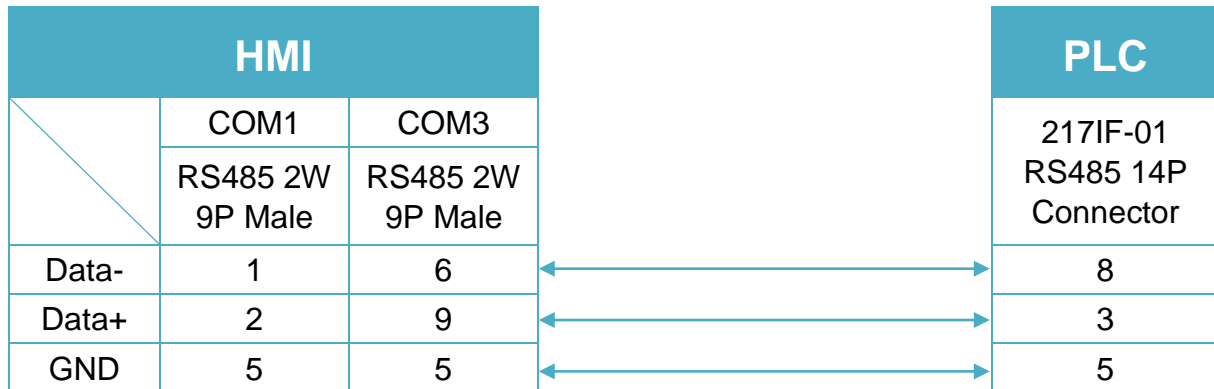 HMI PLC
COM1 COM3
217IF-01
RS485 14P
Connector
RS485 2W RS485 2W
9P Male 9P Male
Data- 1 6 8
Data+ 2 9 3
GND 5 5 5